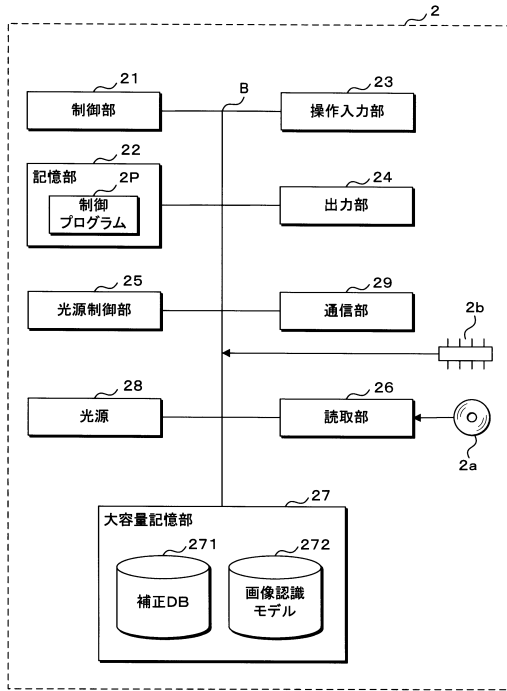 2
21
制御部
B
23
操作入力部
22
記憶部
2P
制御
プログラム
24
出力部
25
光源制御部
29
通信部
2b
28
光源
26
読取部
2a
27
大容量記憶部
271
補正DB
272
画像認識
モデル